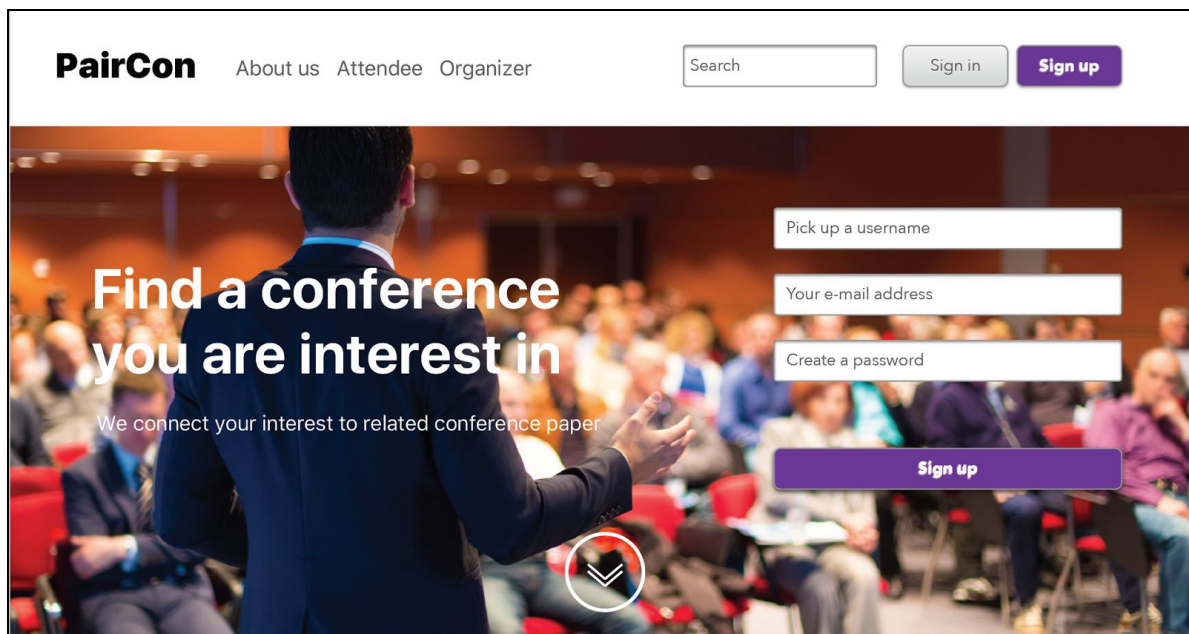 PairCon
About us Attendee Organizer
Search
Sign in
Sign up
Find a conference
you are interest in
We connect your interest to related conference paper
Pick up a username
Your e-mail address
Create a password
Sign up